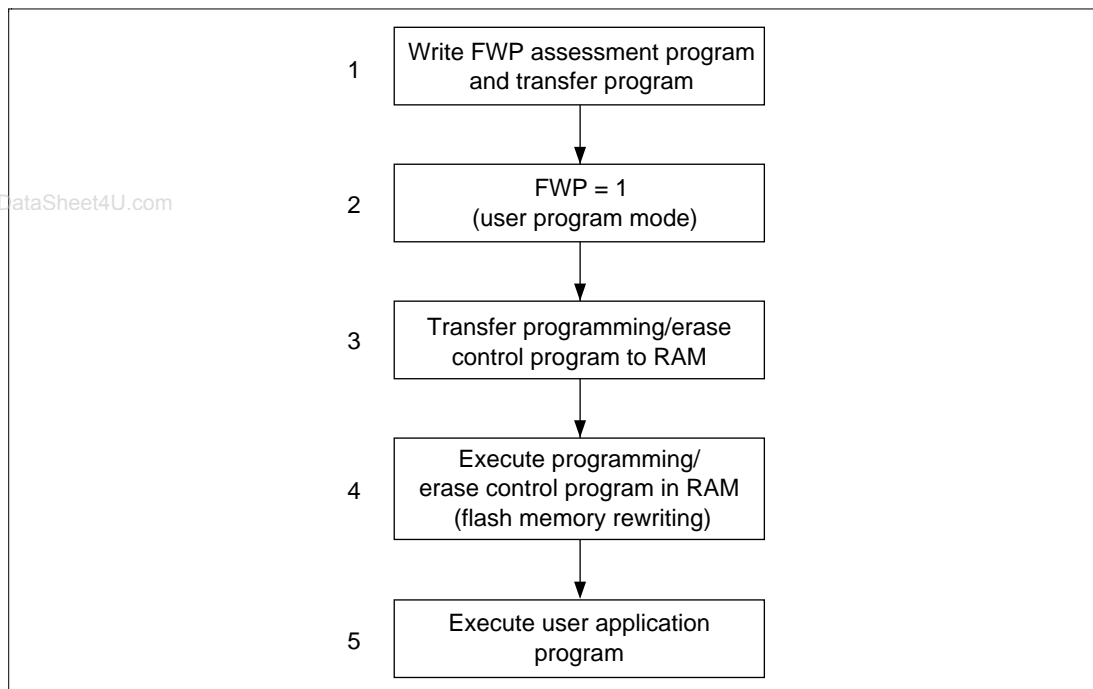 1
Write FWP assessment program
and transfer program
DataSheet4U.com
2
FWP = 1
(user program mode)
3
Transfer programming/erase
control program to RAM
4
Execute programming/
erase control program in RAM
(flash memory rewriting)
5
Execute user application
program